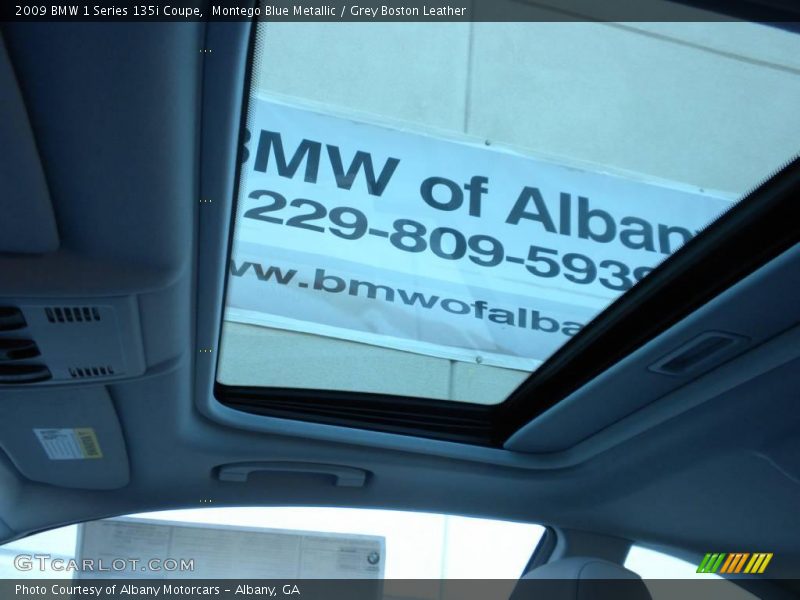 2009 BMW 1 Series 135i Coupe, Montego Blue Metallic / Grey Boston Leather
BMW of Alban
229-809-5939
ww.bmwofalba
GTCARLOT.COM
Photo Courtesy of Albany Motorcars - Albany, GA